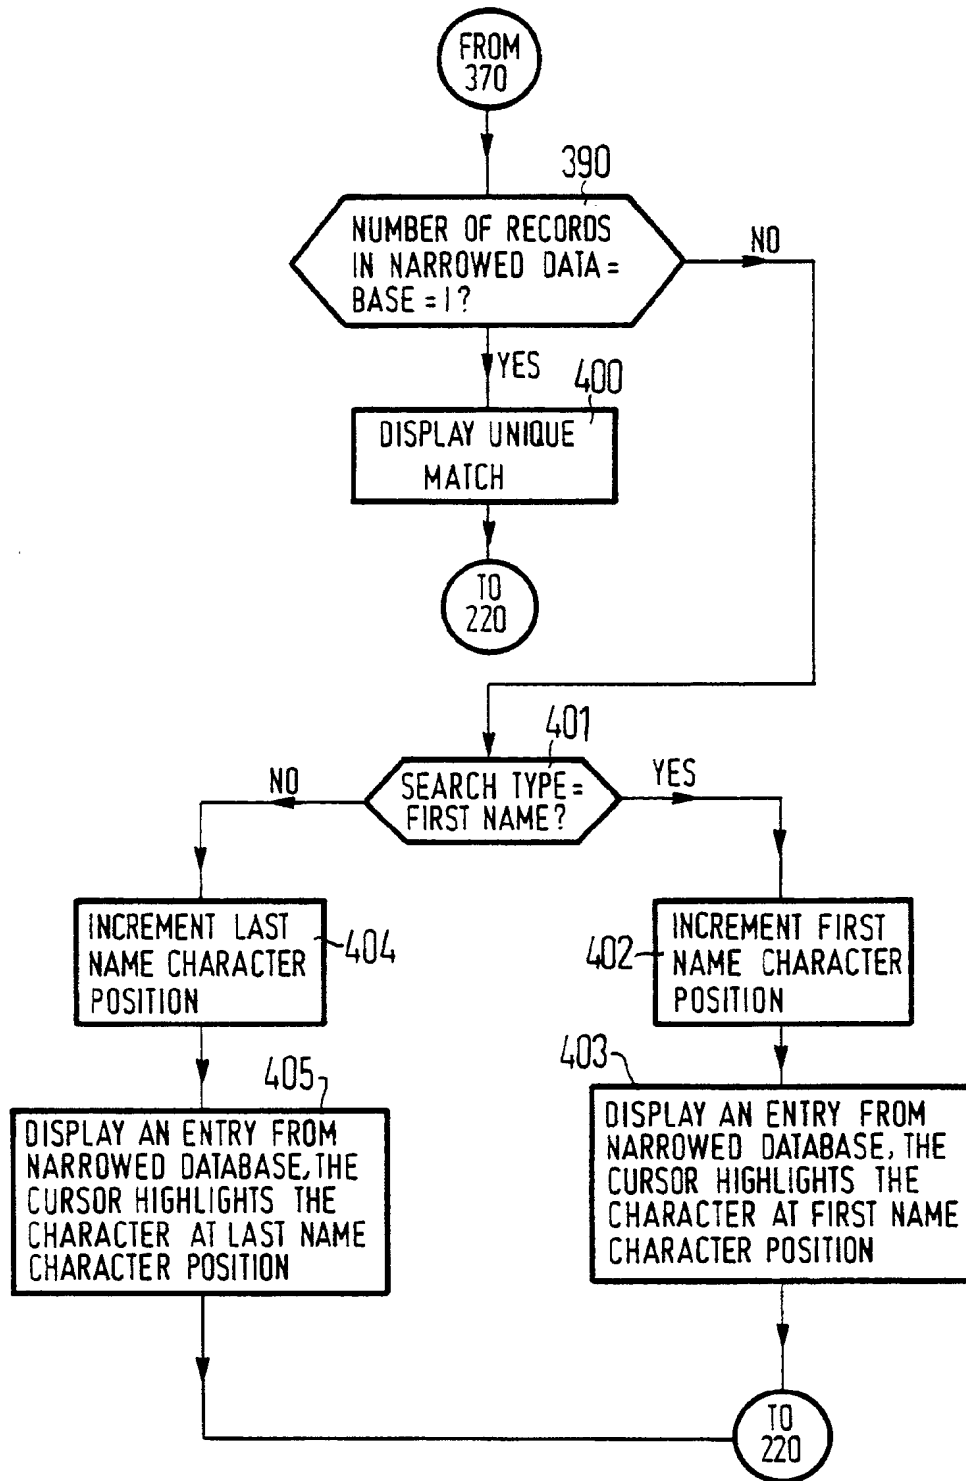 FROM
370
390
NUMBER OF RECORDS
IN NARROWED DATA=
BASE = 1?
NO
YES
400
DISPLAY UNIQUE
MATCH
TO
220
401
SEARCH TYPE=
FIRST NAME?
NO
YES
INCREMENT LAST
NAME CHARACTER
POSITION
404
402
INCREMENT FIRST
NAME CHARACTER
POSITION
405
DISPLAY AN ENTRY FROM
NARROWED DATABASE, THE
CURSOR HIGHLIGHTS THE
CHARACTER AT LAST NAME
CHARACTER POSITION
403
DISPLAY AN ENTRY FROM
NARROWED DATABASE, THE
CURSOR HIGHLIGHTS THE
CHARACTER AT FIRST NAME
CHARACTER POSITION
TO
220